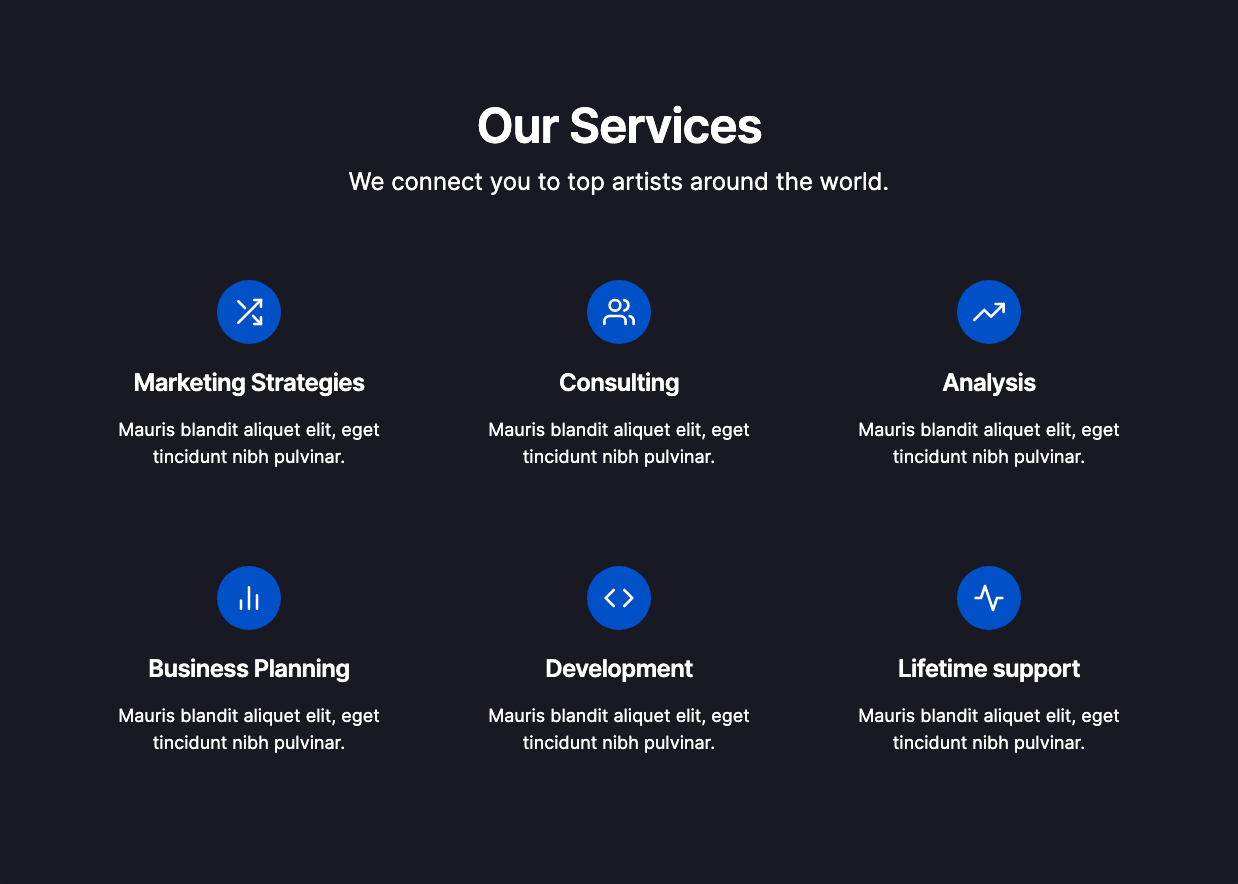 Our Services
We connect you to top artists around the world.
Marketing Strategies
Mauris blandit aliquet elit, eget
tincidunt nibh pulvinar.
Consulting
Mauris blandit aliquet elit, eget
tincidunt nibh pulvinar.
Analysis
Mauris blandit aliquet elit, eget
tincidunt nibh pulvinar.
Business Planning
Mauris blandit aliquet elit, eget
tincidunt nibh pulvinar.
Development
Mauris blandit aliquet elit, eget
tincidunt nibh pulvinar.
Lifetime support
Mauris blandit aliquet elit, eget
tincidunt nibh pulvinar.